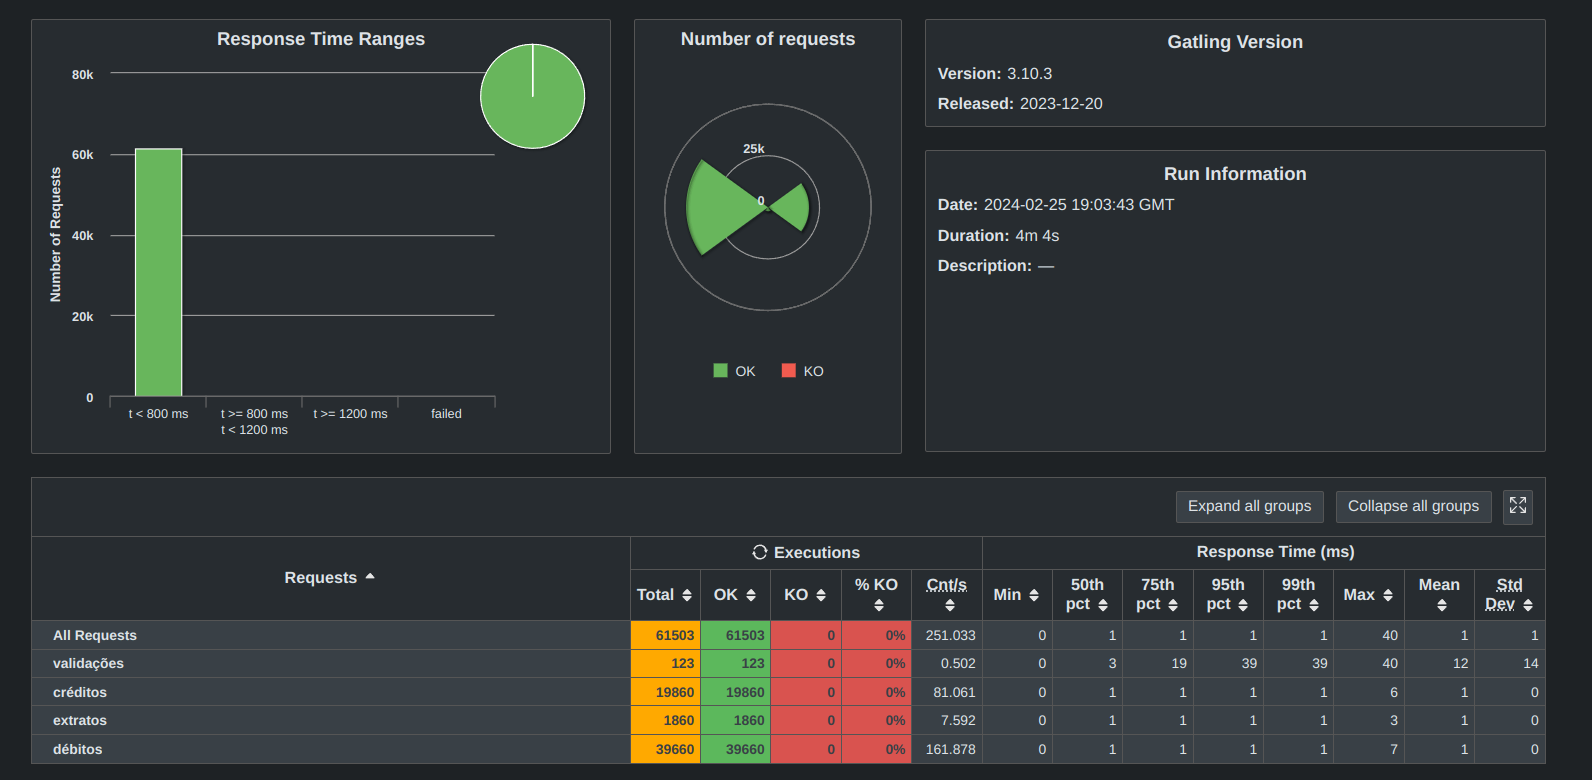 Response Time Ranges
80k
60k
40k
20k
0
Number of Requests
t < 800 ms
t >= 800 ms
t < 1200 ms
t >= 1200 ms
failed
Number of requests
25k
0
OK
KO
Gatling Version
Version: 3.10.3
Released: 2023-12-20
Run Information
Date: 2024-02-25 19:03:43 GMT
Duration: 4m 4s
Description: —
Expand all groups
Collapse all groups
Requests
Executions
Response Time (ms)
Total
OK
KO
% KO
Cnt/s
Min
50th
pct
75th
pct
95th
pct
99th
pct
Max
Mean
Std
Dev
All Requests 61503 61503 0 0% 251.033 0 1 1 1 1 40 1 1
validações 123 123 0 0% 0.502 0 3 19 39 39 40 12 14
créditos 19860 19860 0 0% 81.061 0 1 1 1 1 6 1 0
extratos 1860 1860 0 0% 7.592 0 1 1 1 1 3 1 0
débitos 39660 39660 0 0% 161.878 0 1 1 1 1 7 1 0